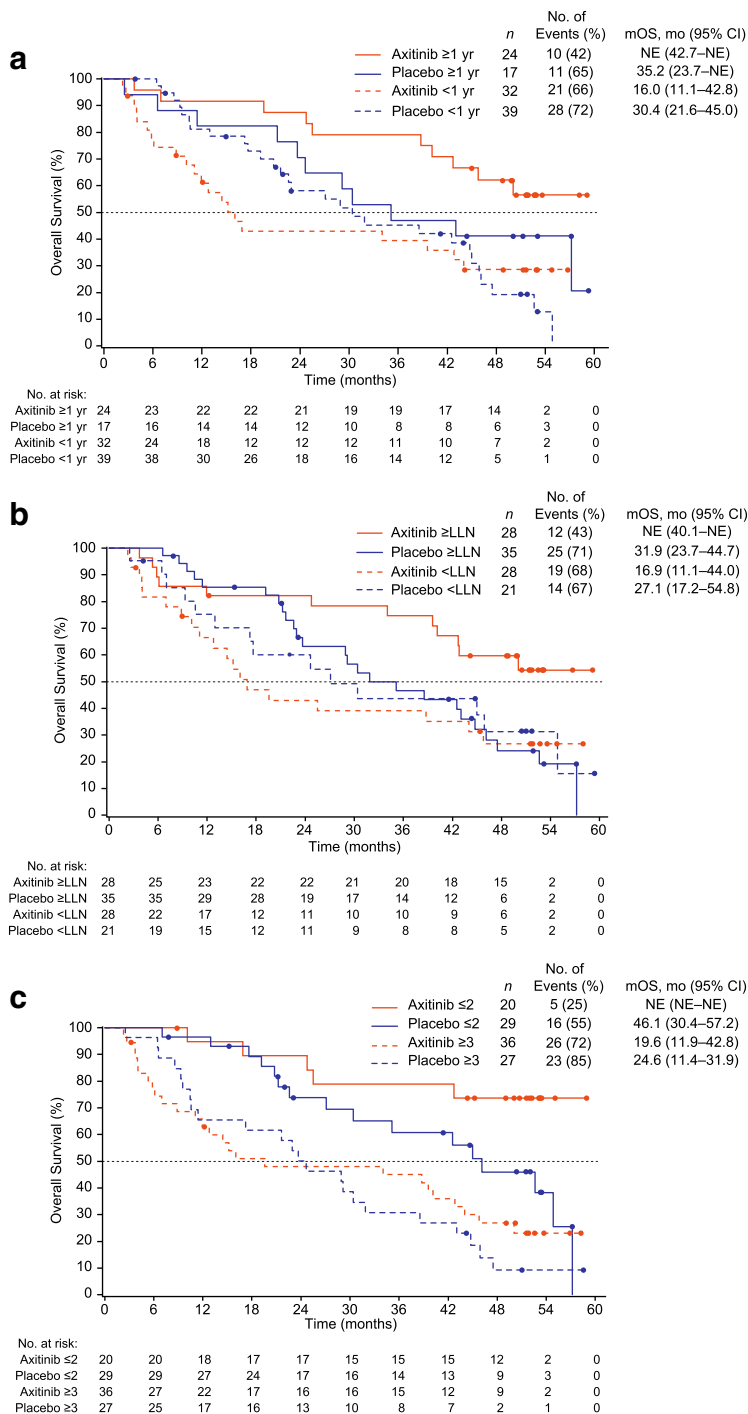 a
No. of
n Events (%) mOS, mo (95% CI)
Axitinib ≥1 yr 24 10 (42) NE (42.7–NE)
Placebo ≥1 yr 17 11 (65) 35.2 (23.7–NE)
Axitinib <1 yr 32 21 (66) 16.0 (11.1–42.8)
Placebo <1 yr 39 28 (72) 30.4 (21.6–45.0)
Overall Survival (%)
100
90
80
70
60
50
40
30
20
10
0
0 6 12 18 24 30 36 42 48 54 60
Time (months)
No. at risk:
Axitinib ≥1 yr 24 23 22 22 21 19 19 17 14 2 0
Placebo ≥1 yr 17 16 14 14 12 10 8 8 6 3 0
Axitinib <1 yr 32 24 18 12 12 12 11 10 7 2 0
Placebo <1 yr 39 38 30 26 18 16 14 12 5 1 0
b
No. of
n Events (%) mOS, mo (95% CI)
Axitinib ≥LLN 28 12 (43) NE (40.1–NE)
Placebo ≥LLN 35 25 (71) 31.9 (23.7–44.7)
Axitinib <LLN 28 19 (68) 16.9 (11.1–44.0)
Placebo <LLN 21 14 (67) 27.1 (17.2–54.8)
Overall Survival (%)
100
90
80
70
60
50
40
30
20
10
0
0 6 12 18 24 30 36 42 48 54 60
Time (months)
No. at risk:
Axitinib ≥LLN 28 25 23 22 22 21 20 18 15 2 0
Placebo ≥LLN 35 35 29 28 19 17 14 12 6 2 0
Axitinib <LLN 28 22 17 12 11 10 10 9 6 2 0
Placebo <LLN 21 19 15 12 11 9 8 8 5 2 0
c
No. of
n Events (%) mOS, mo (95% CI)
Axitinib ≤2 20 5 (25) NE (NE–NE)
Placebo ≤2 29 16 (55) 46.1 (30.4–57.2)
Axitinib ≥3 36 26 (72) 19.6 (11.9–42.8)
Placebo ≥3 27 23 (85) 24.6 (11.4–31.9)
Overall Survival (%)
100
90
80
70
60
50
40
30
20
10
0
0 6 12 18 24 30 36 42 48 54 60
Time (months)
No. at risk:
Axitinib ≤2 20 20 18 17 17 15 15 15 12 2 0
Placebo ≤2 29 29 27 24 17 16 14 13 9 3 0
Axitinib ≥3 36 27 22 17 16 16 15 12 9 2 0
Placebo ≥3 27 25 17 16 13 10 8 7 2 1 0